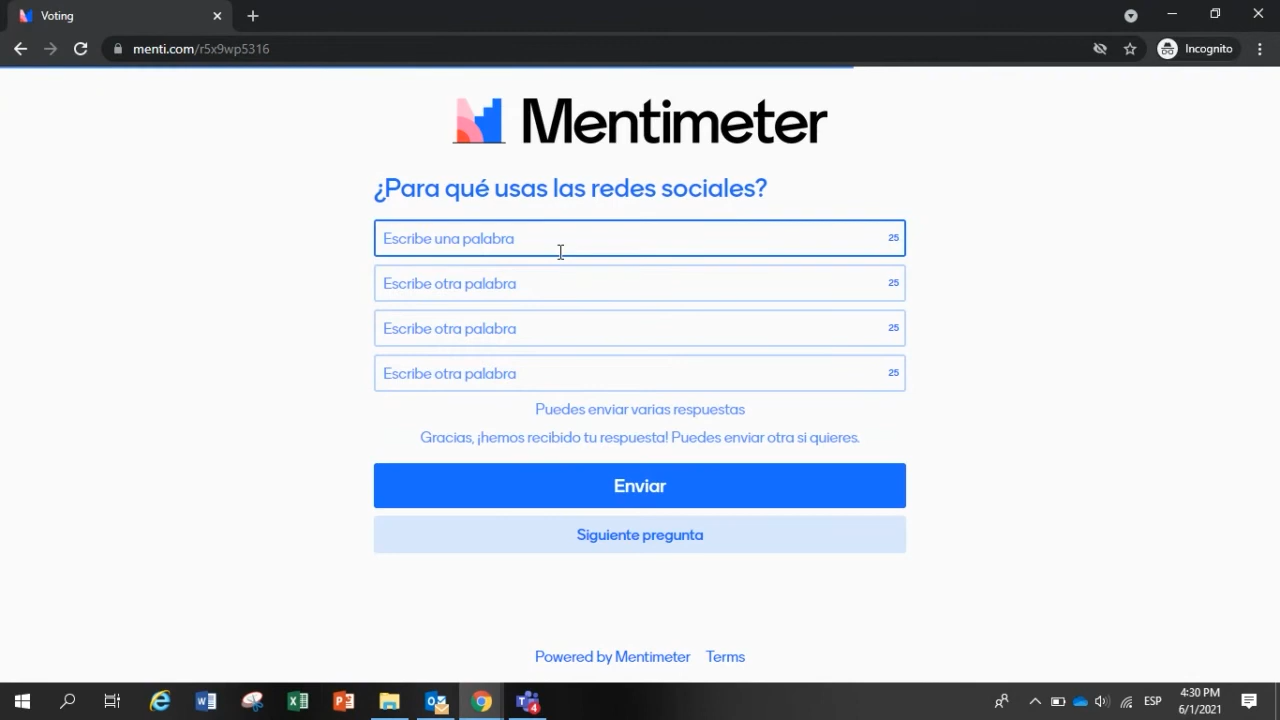 Voting
menti.com/r5x9wp5316
Incognito
Mentimeter
¿Para qué usas las redes sociales?
Escribe una palabra 25
Escribe otra palabra 25
Escribe otra palabra 25
Escribe otra palabra 25
Puedes enviar varias respuestas
Gracias, ¡hemos recibido tu respuesta! Puedes enviar otra si quieres.
Enviar
Siguiente pregunta
Powered by Mentimeter Terms
4
ESP
4:30 PM
6/1/2021